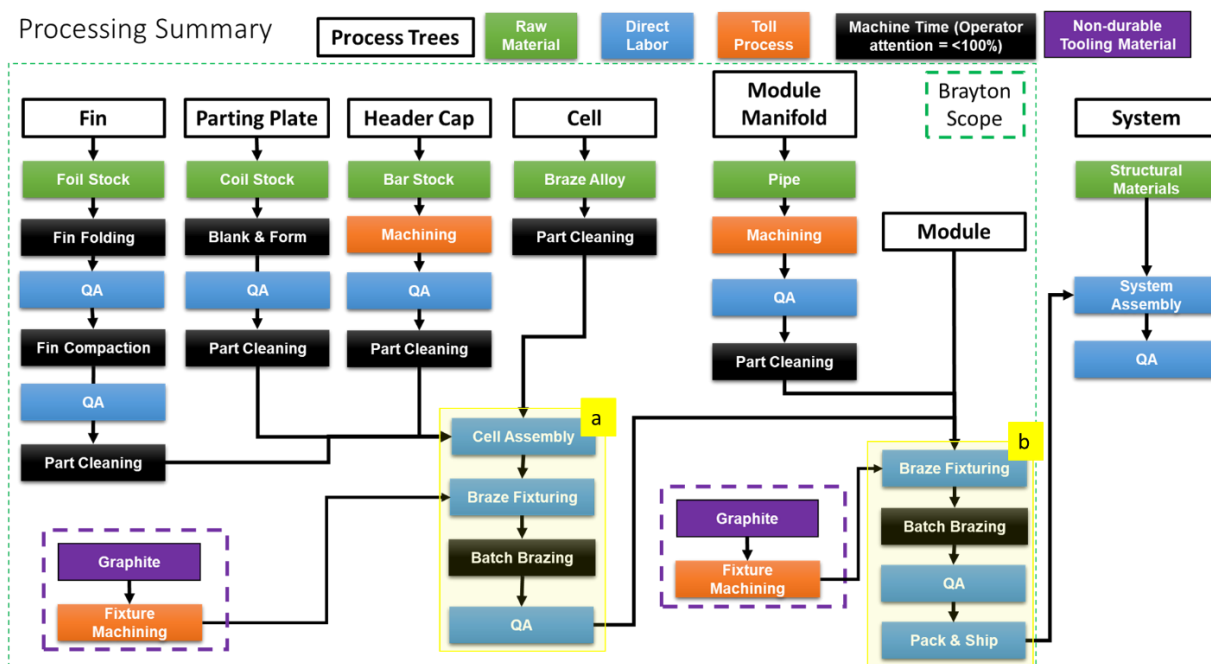 Processing Summary
Process Trees
Raw
Material
Direct
Labor
Toll
Process
Machine Time (Operator
attention = <100%)
Non-durable
Tooling Material
Brayton
Scope
Fin
Parting Plate
Header Cap
Cell
Module
Manifold
System
Foil Stock
Coil Stock
Bar Stock
Braze Alloy
Pipe
Structural
Materials
Fin Folding
Blank & Form
Machining
Part Cleaning
Machining
Module
QA
QA
QA
QA
System
Assembly
Fin Compaction
Part Cleaning
Part Cleaning
Part Cleaning
QA
QA
Part Cleaning
a
Cell Assembly
Braze Fixturing
Batch Brazing
QA
b
Braze Fixturing
Batch Brazing
QA
Pack & Ship
Graphite
Fixture
Machining
Graphite
Fixture
Machining